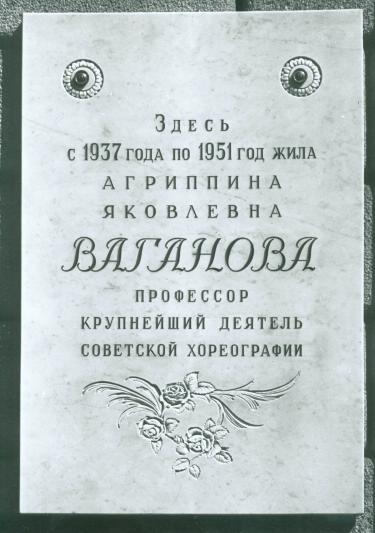 Здесь
с 1937 года по 1951 год жила
Агриппина
Яковлевна
Ваганова
профессор
крупнейший деятель
советской хореографии